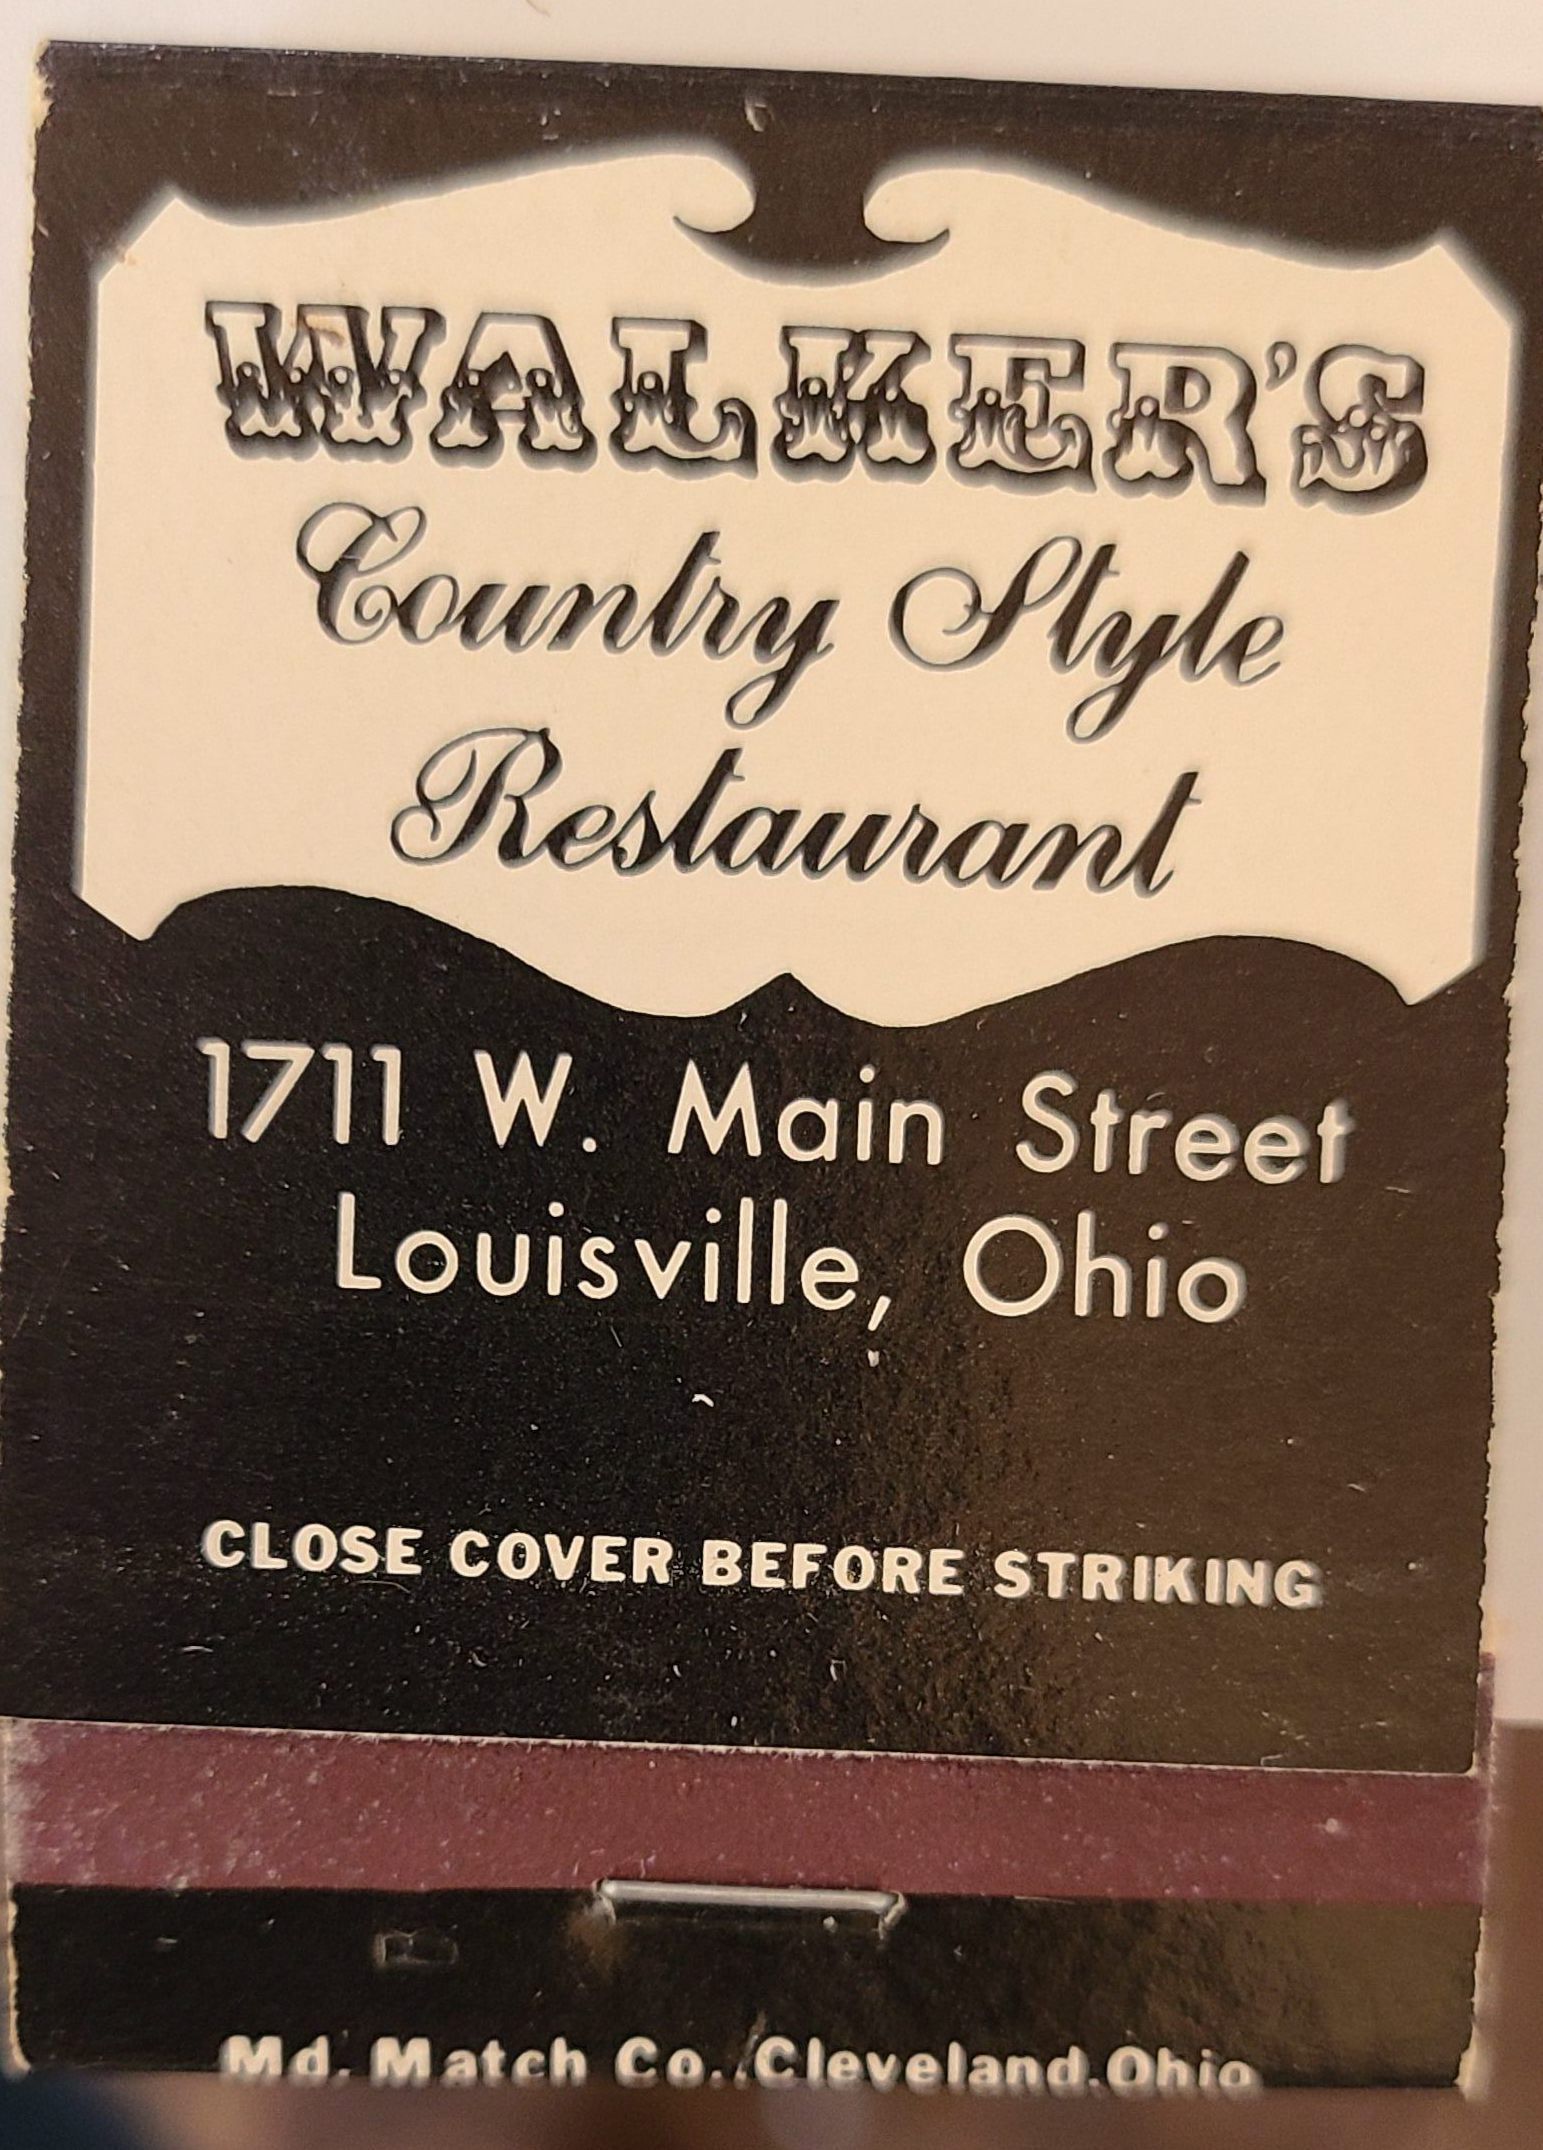 WALKER'S
Country Style
Restaurant
1711 W. Main Street
Louisville, Ohio
CLOSE COVER BEFORE STRIKING
Md. Match Co., Cleveland, Ohio